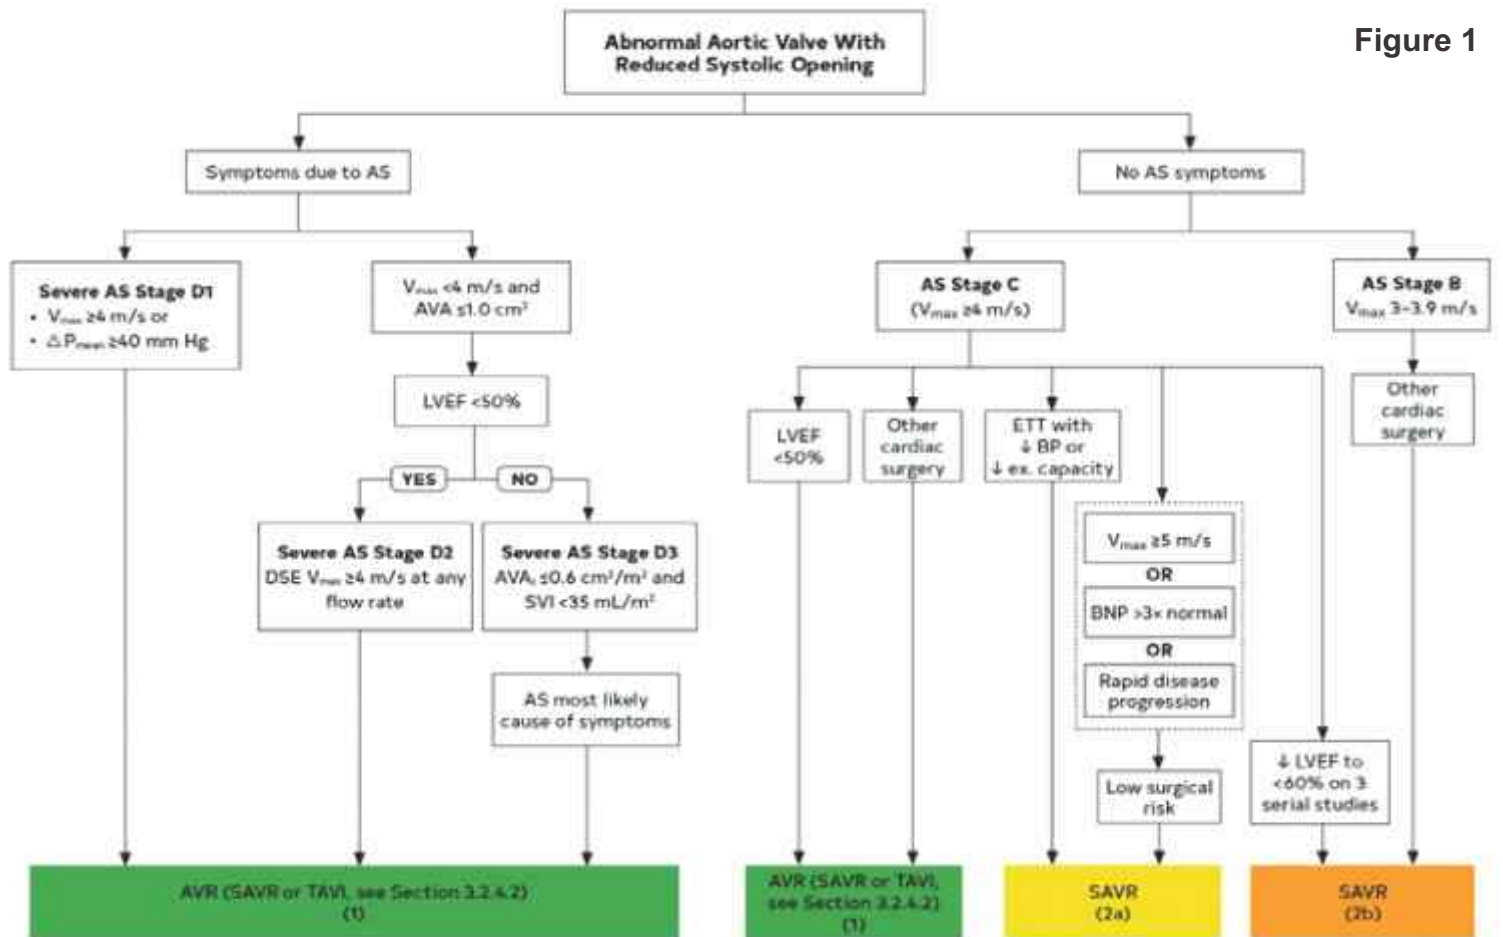 Figure 1
Abnormal Aortic Valve With
Reduced Systolic Opening
Symptoms due to AS
No AS symptoms
Severe AS Stage D1
• Vmax ≥4 m/s or
• △Pmean ≥40 mm Hg
Vmax <4 m/s and
AVA ≤1.0 cm²
LVEF <50%
YES
NO
Severe AS Stage D2
DSE Vmax ≥4 m/s at any
flow rate
Severe AS Stage D3
AVAi ≤0.6 cm²/m² and
SVI <35 mL/m²
AS most likely
cause of symptoms
AS Stage C
(Vmax ≥4 m/s)
AS Stage B
Vmax 3–3.9 m/s
LVEF
<50%
Other
cardiac
surgery
ETT with
↓ BP or
↓ ex. capacity
Vmax ≥5 m/s
OR
BNP >3× normal
OR
Rapid disease
progression
Low surgical
risk
↓ LVEF to
<60% on 3
serial studies
Other
cardiac
surgery
AVR (SAVR or TAVI, see Section 3.2.4.2)
(1)
AVR (SAVR or TAVI,
see Section 3.2.4.2)
(1)
SAVR
(2a)
SAVR
(2b)